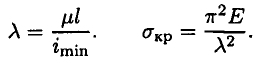 λ = μl / i_min.   σ_кр = π²E / λ².